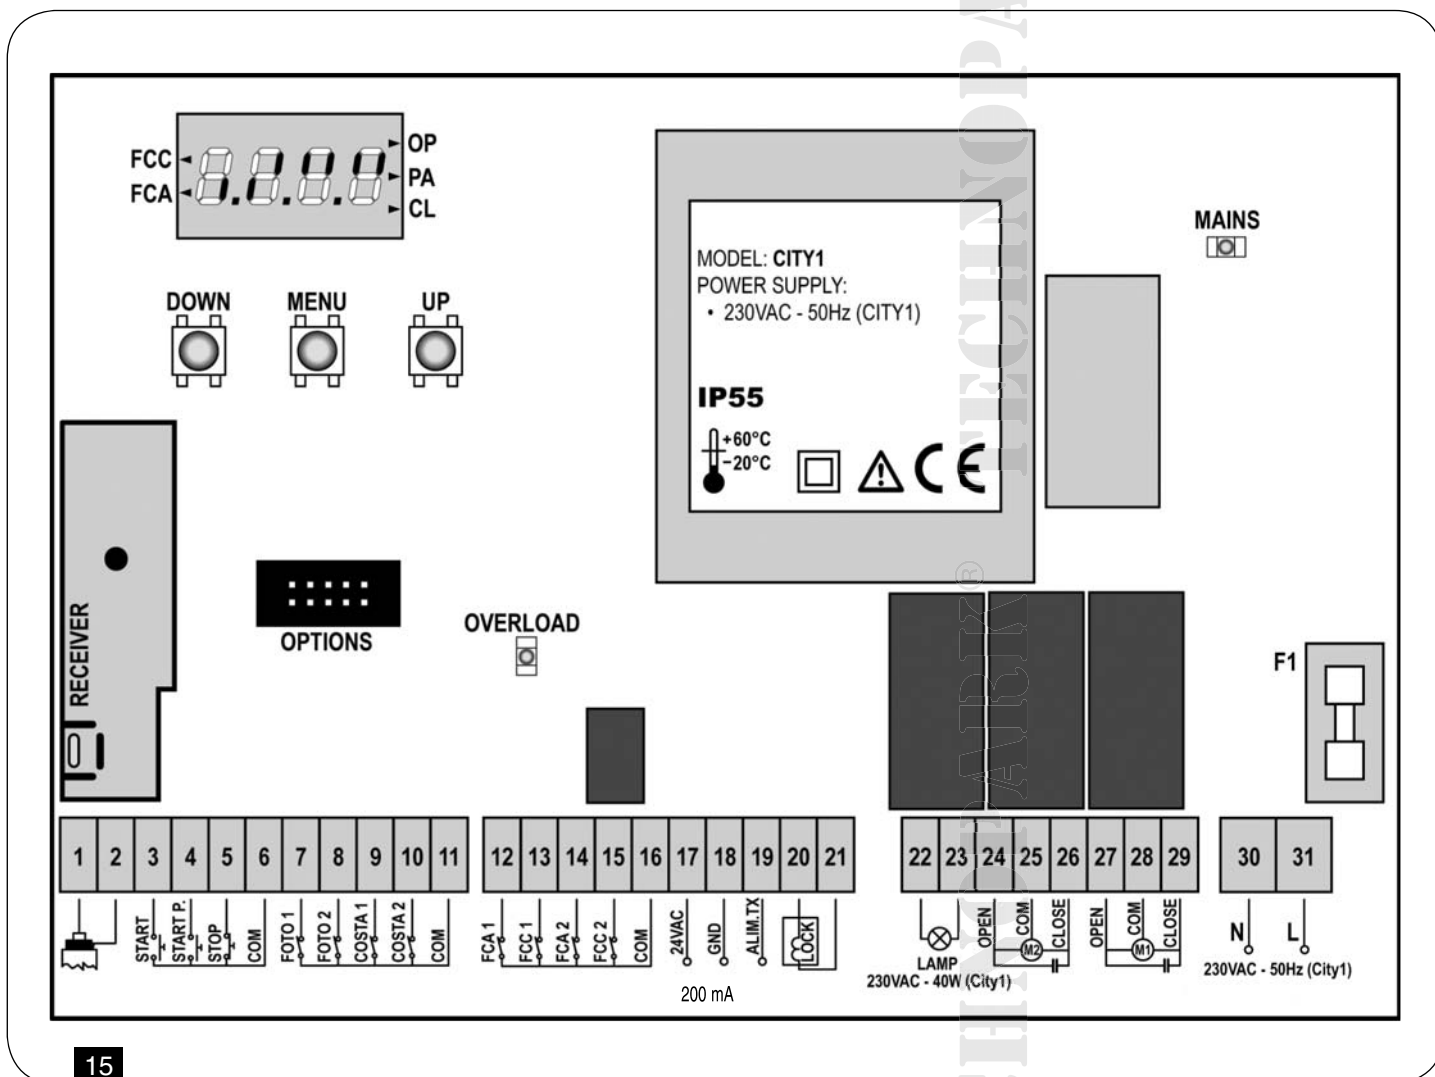 FCC
FCA
OP
PA
CL
DOWN MENU UP
MODEL: CITY1
POWER SUPPLY:
• 230VAC - 50Hz (CITY1)
IP55
+60°C
-20°C
CE
MAINS
RECEIVER
OPTIONS
OVERLOAD
F1
1 2 3 4 5 6 7 8 9 10 11
START
START P.
STOP
COM
FOTO 1
FOTO 2
COSTA 1
COSTA 2
COM
12 13 14 15 16 17 18 19 20 21
FCA 1
FCC 1
FCA 2
FCC 2
COM
24VAC
GND
ALIM.TX
LOCK
200 mA
22 23 24 25 26 27 28 29
LAMP
230VAC - 40W (City1)
OPEN
COM
CLOSE
M2
OPEN
COM
CLOSE
M1
30 31
N L
230VAC - 50Hz (City1)
15
TECHNOPARK®